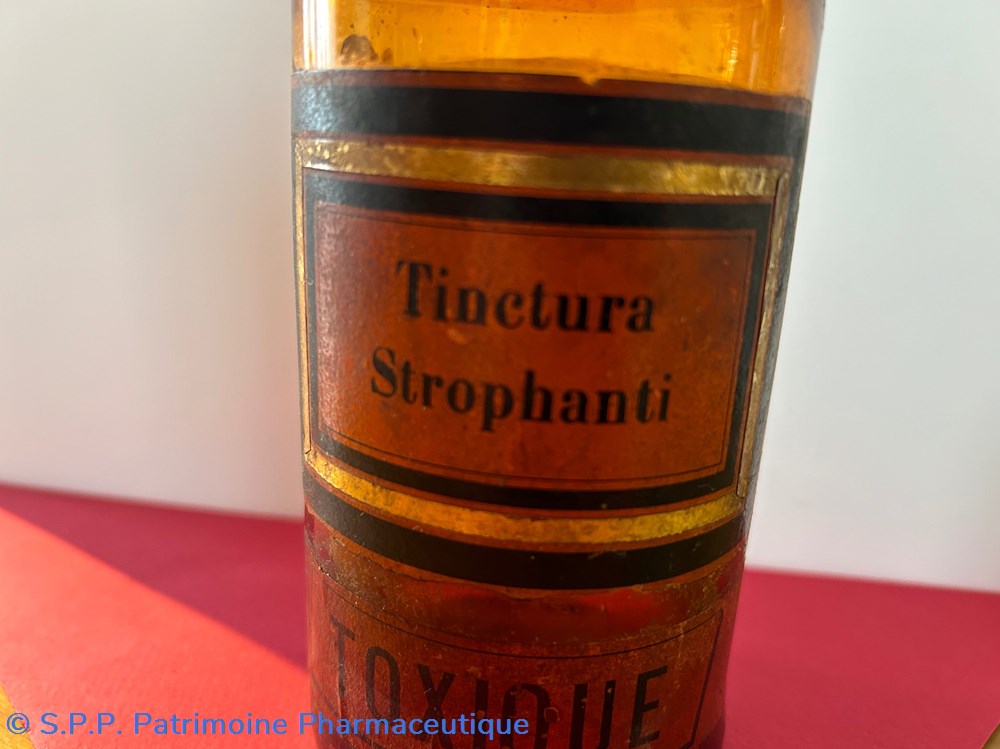 Tinctura
Strophanti
TOXIQUE
© S.P.P. Patrimoine Pharmaceutique